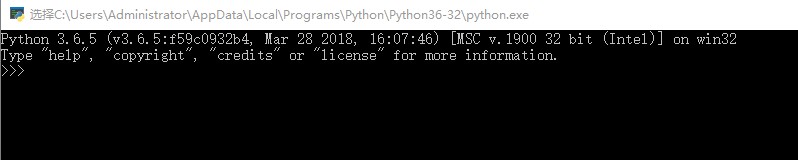 选择C:\Users\Administrator\AppData\Local\Programs\Python\Python36-32\python.exe
Python 3.6.5 (v3.6.5:f59c0932b4, Mar 28 2018, 16:07:46) [MSC v.1900 32 bit (Intel)] on win32
Type "help", "copyright", "credits" or "license" for more information.
>>>